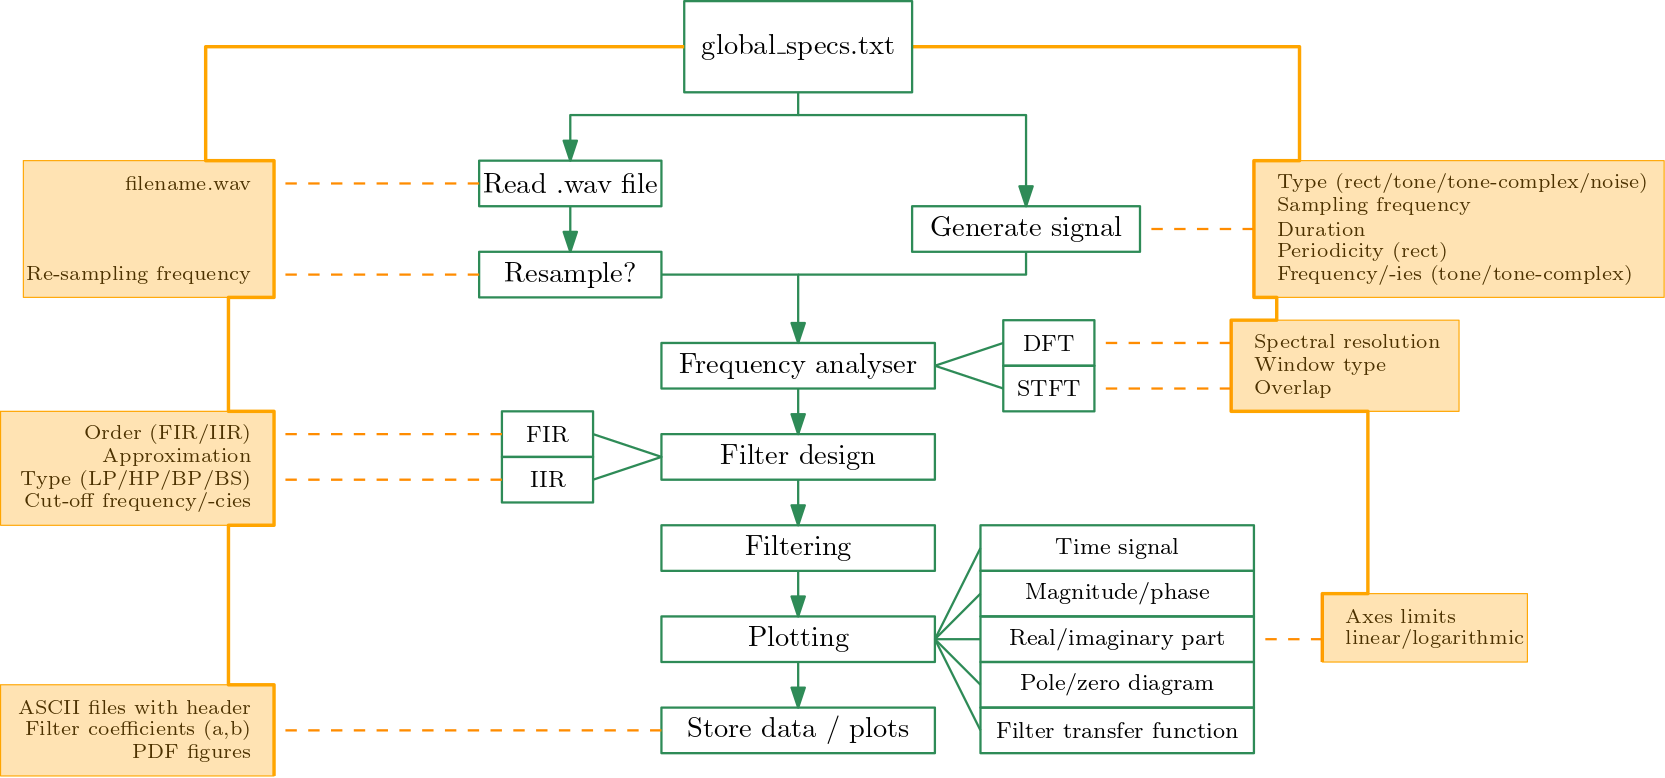 global_specs.txt
filename.wav
Read .wav file
Type (rect/tone/tone-complex/noise)
Sampling frequency
Generate signal
Duration
Periodicity (rect)
Frequency/-ies (tone/tone-complex)
Re-sampling frequency
Resample?
Frequency analyser
DFT
STFT
Spectral resolution
Window type
Overlap
Order (FIR/IIR)
Approximation
Type (LP/HP/BP/BS)
Cut-off frequency/-cies
FIR
IIR
Filter design
Filtering
Time signal
Magnitude/phase
Plotting
Real/imaginary part
Axes limits
linear/logarithmic
Pole/zero diagram
Filter transfer function
ASCII files with header
Filter coefficients (a,b)
PDF figures
Store data / plots